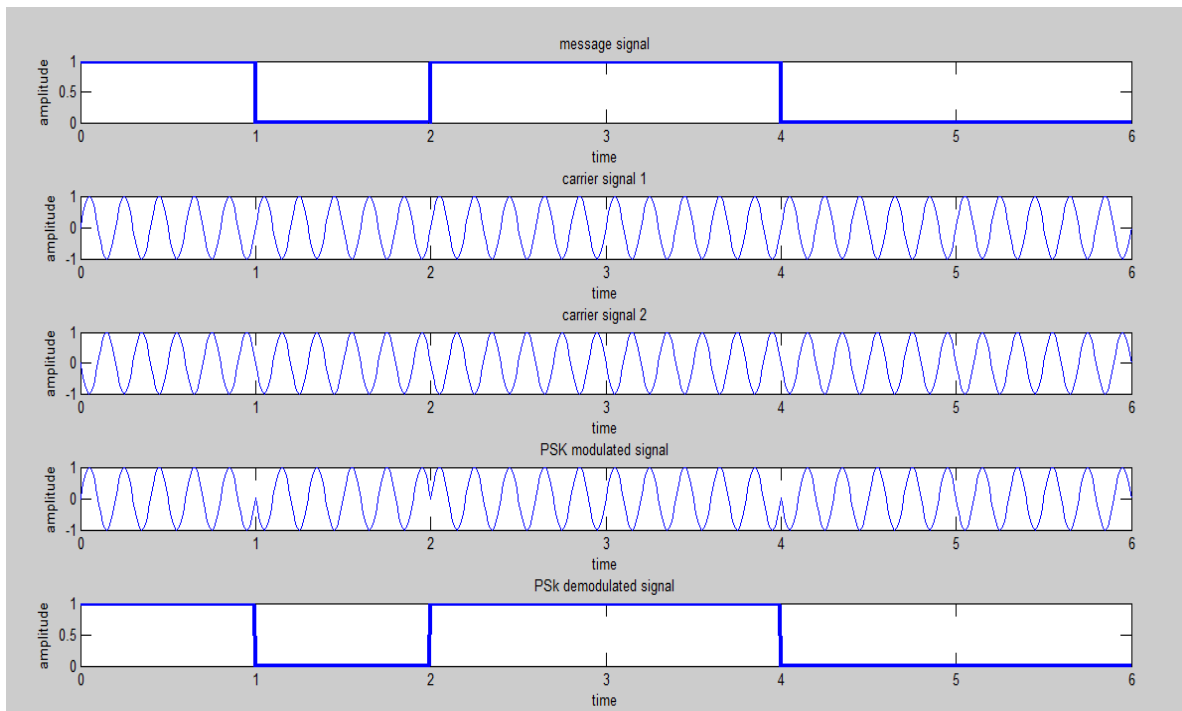 message signal
1
0.5
0
amplitude
0 1 2 3 4 5 6
time
carrier signal 1
1
0
-1
amplitude
0 1 2 3 4 5 6
time
carrier signal 2
1
0
-1
amplitude
0 1 2 3 4 5 6
time
PSK modulated signal
1
0
-1
amplitude
0 1 2 3 4 5 6
time
PSk demodulated signal
1
0.5
0
amplitude
0 1 2 3 4 5 6
time